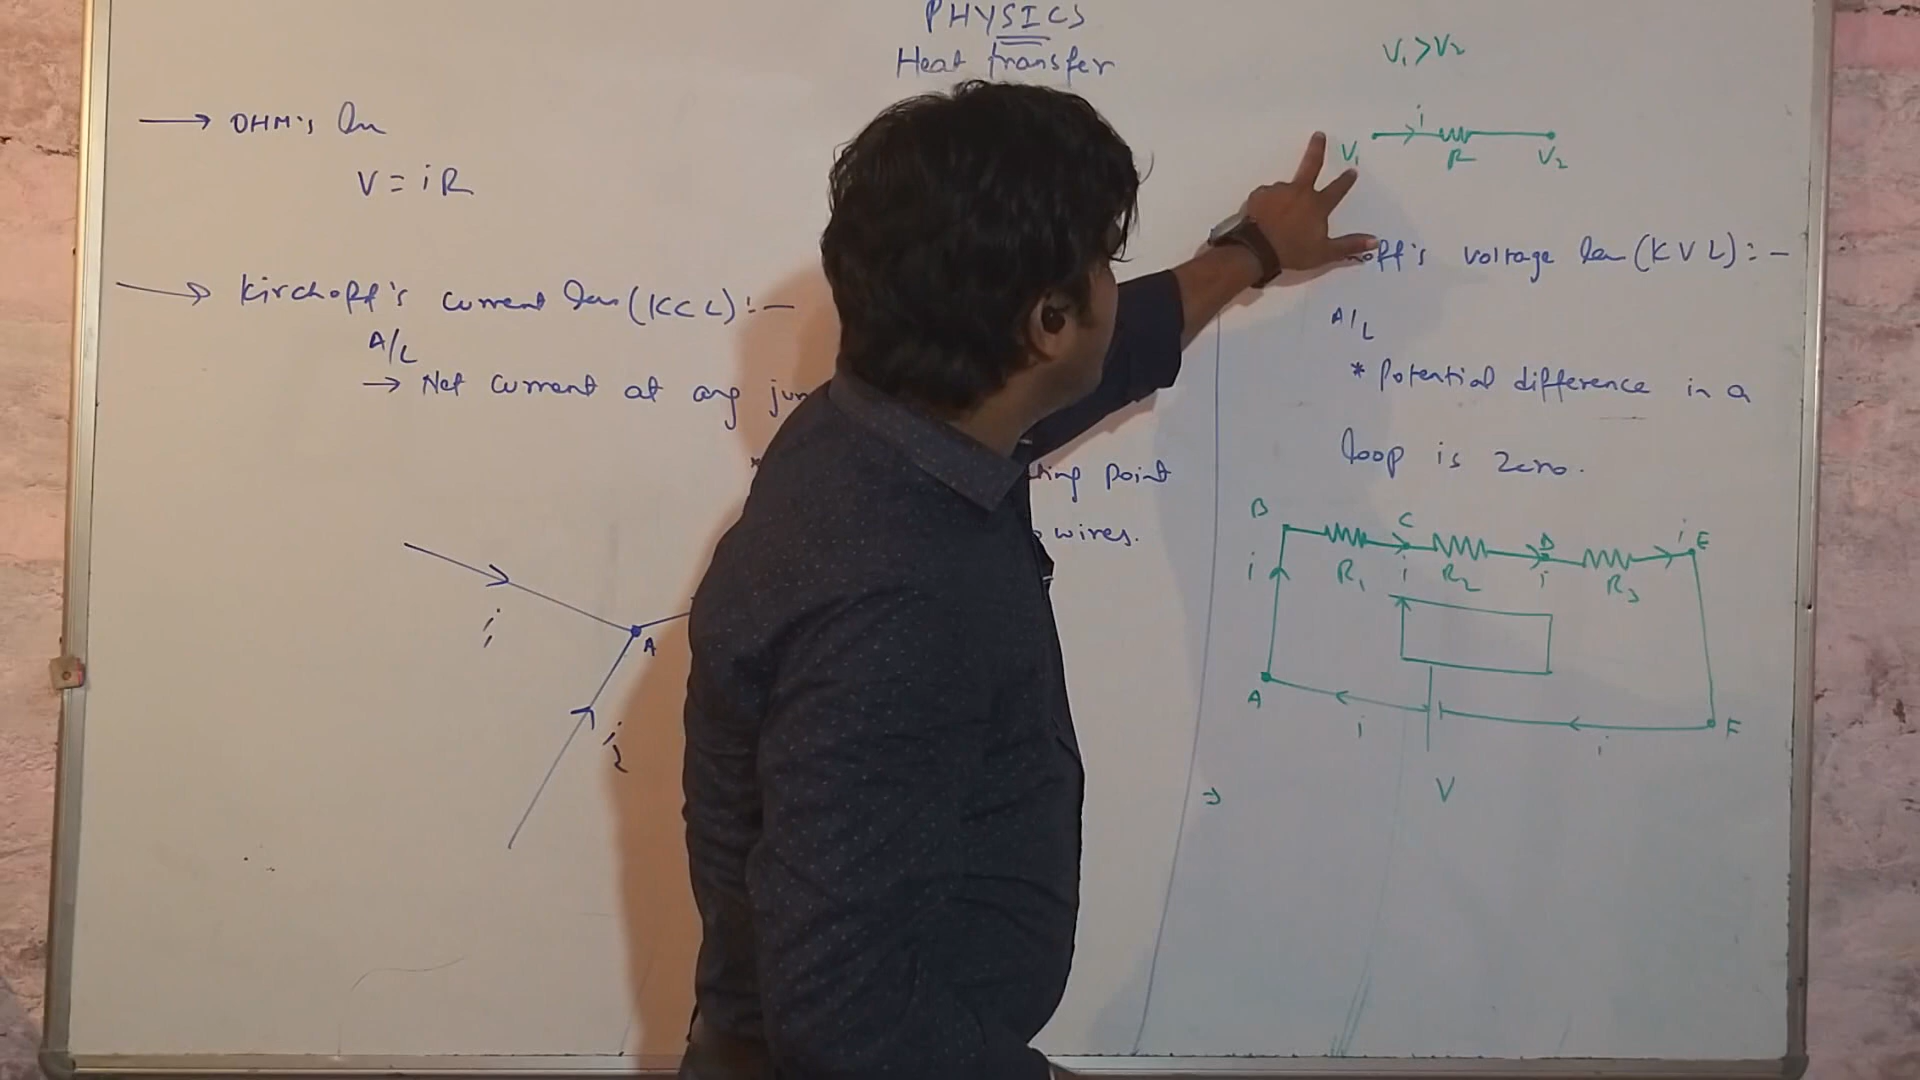 PHYSICS
Heat transfer
→ OHM's law
V = iR
→ Kirchoff's current law (KCL) :-
A/L
→ Net current at any
ting point
wires.
i1
A
i2
V1 > V2
i
V1 R V2
off's voltage law (KVL) :-
A/L
* Potential difference in a
loop is zero.
B C D i E
i R1 i R2 i R3
A i i F
→ V